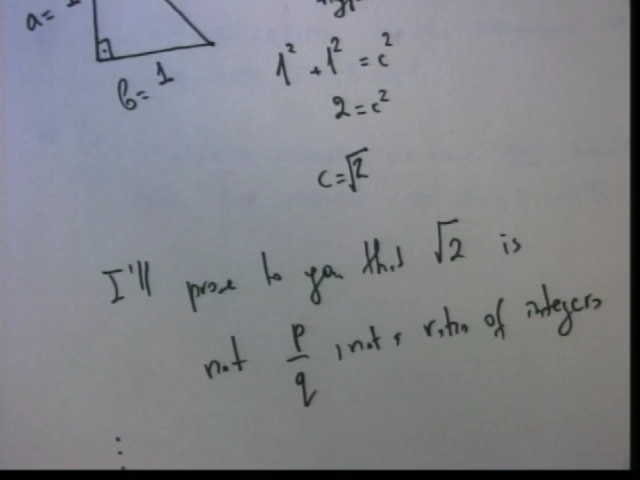 a=
b=1
1²+1²=c²
2=c²
c=√2
I'll prove to you that √2 is
not p/q, not a ratio of integers
⋮